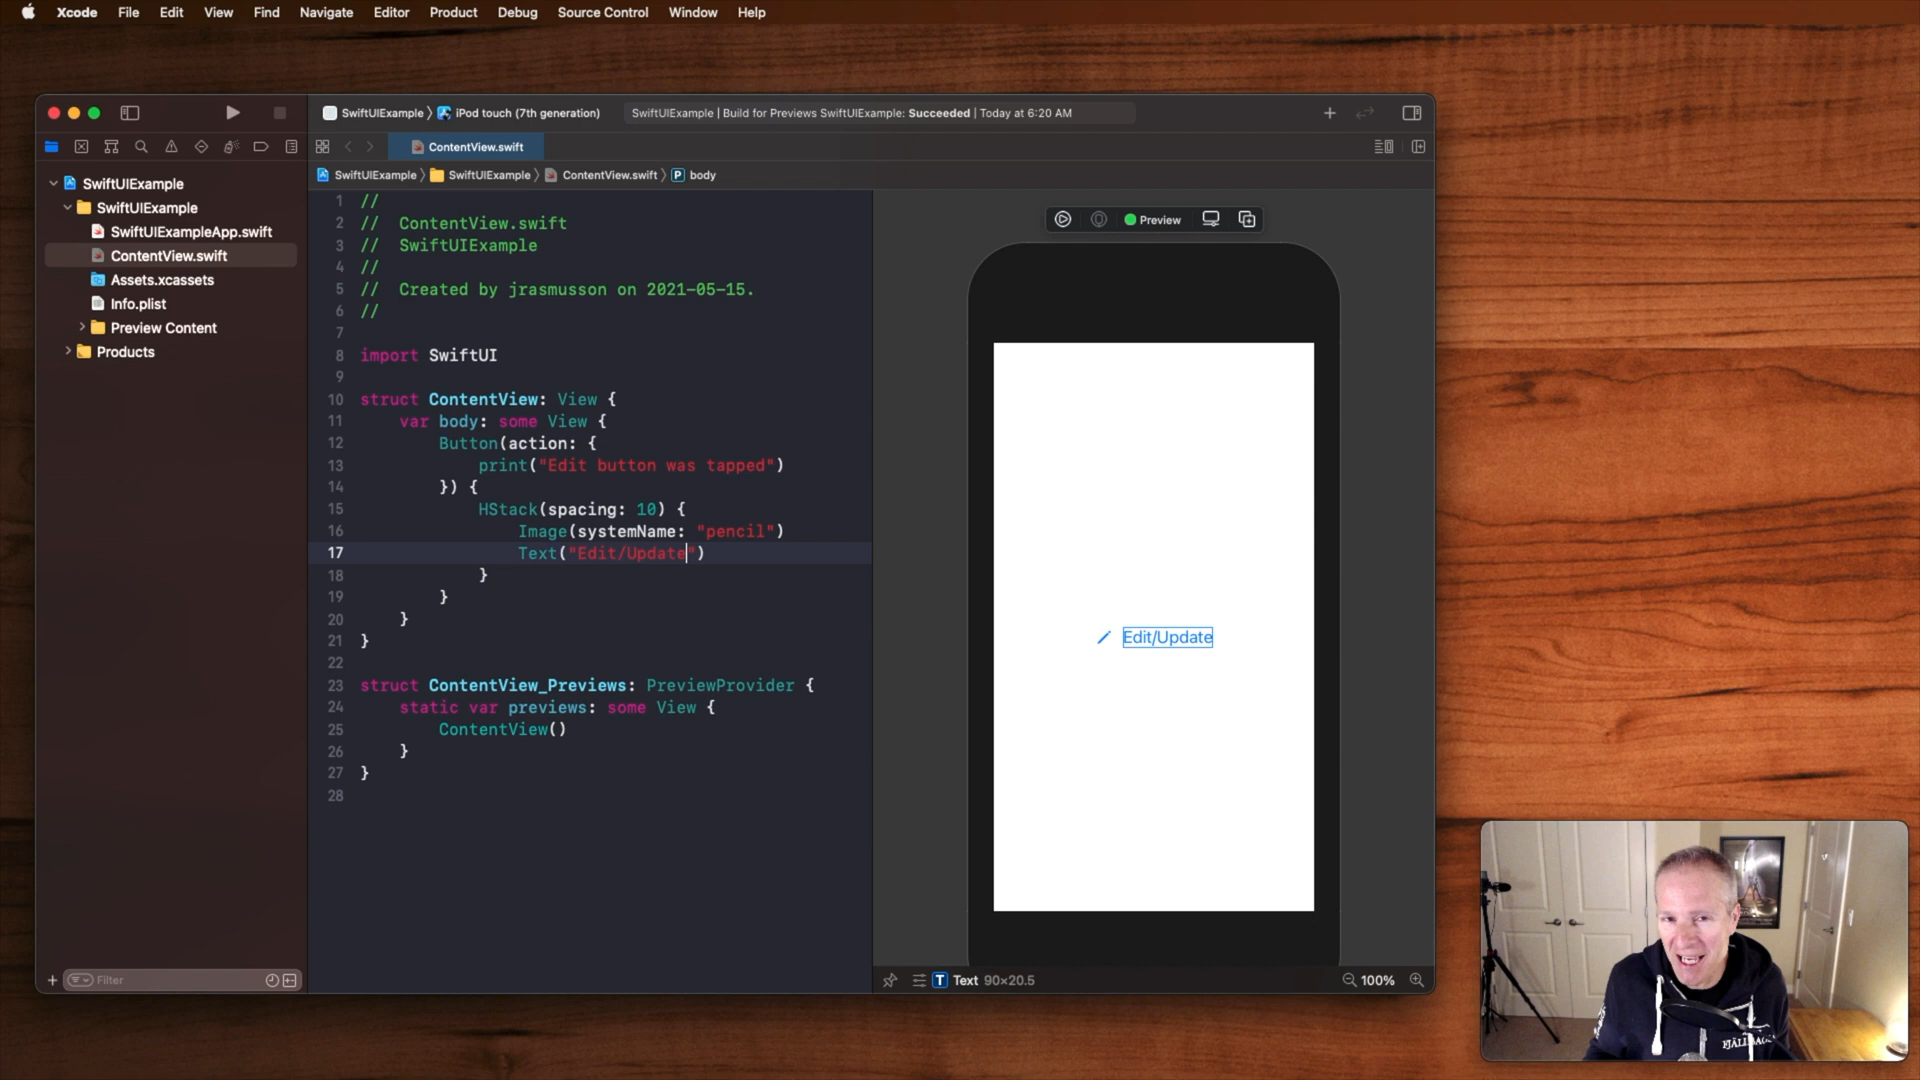 Xcode File Edit View Find Navigate Editor Product Debug Source Control Window Help
SwiftUIExample iPod touch (7th generation) SwiftUIExample | Build for Previews SwiftUIExample: Succeeded | Today at 6:20 AM
ContentView.swift
SwiftUIExample SwiftUIExample ContentView.swift P body
SwiftUIExample
SwiftUIExample
SwiftUIExampleApp.swift
ContentView.swift
Assets.xcassets
Info.plist
Preview Content
Products
Filter
1 //
2 //  ContentView.swift
3 //  SwiftUIExample
4 //
5 //  Created by jrasmusson on 2021-05-15.
6 //
7
8 import SwiftUI
9
10 struct ContentView: View {
11     var body: some View {
12         Button(action: {
13             print("Edit button was tapped")
14         }) {
15             HStack(spacing: 10) {
16                 Image(systemName: "pencil")
17                 Text("Edit/Update")
18             }
19         }
20     }
21 }
22
23 struct ContentView_Previews: PreviewProvider {
24     static var previews: some View {
25         ContentView()
26     }
27 }
28
Preview
Edit/Update
T Text 90×20.5
100%